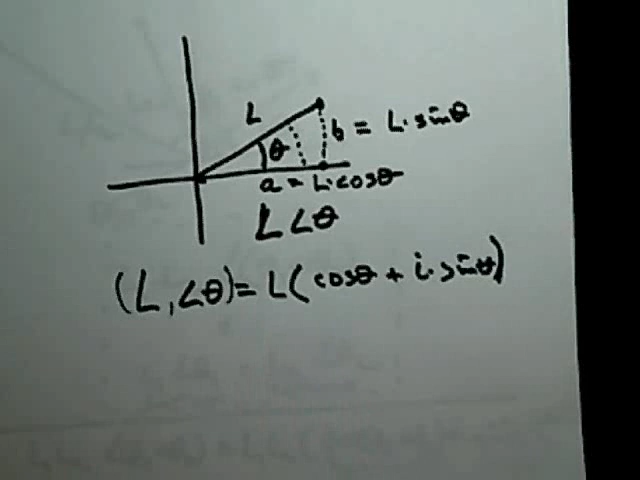 L
θ
b = L·sinθ
a = L·cosθ
L∠θ
(L,∠θ)=L(cosθ + i·sinθ)